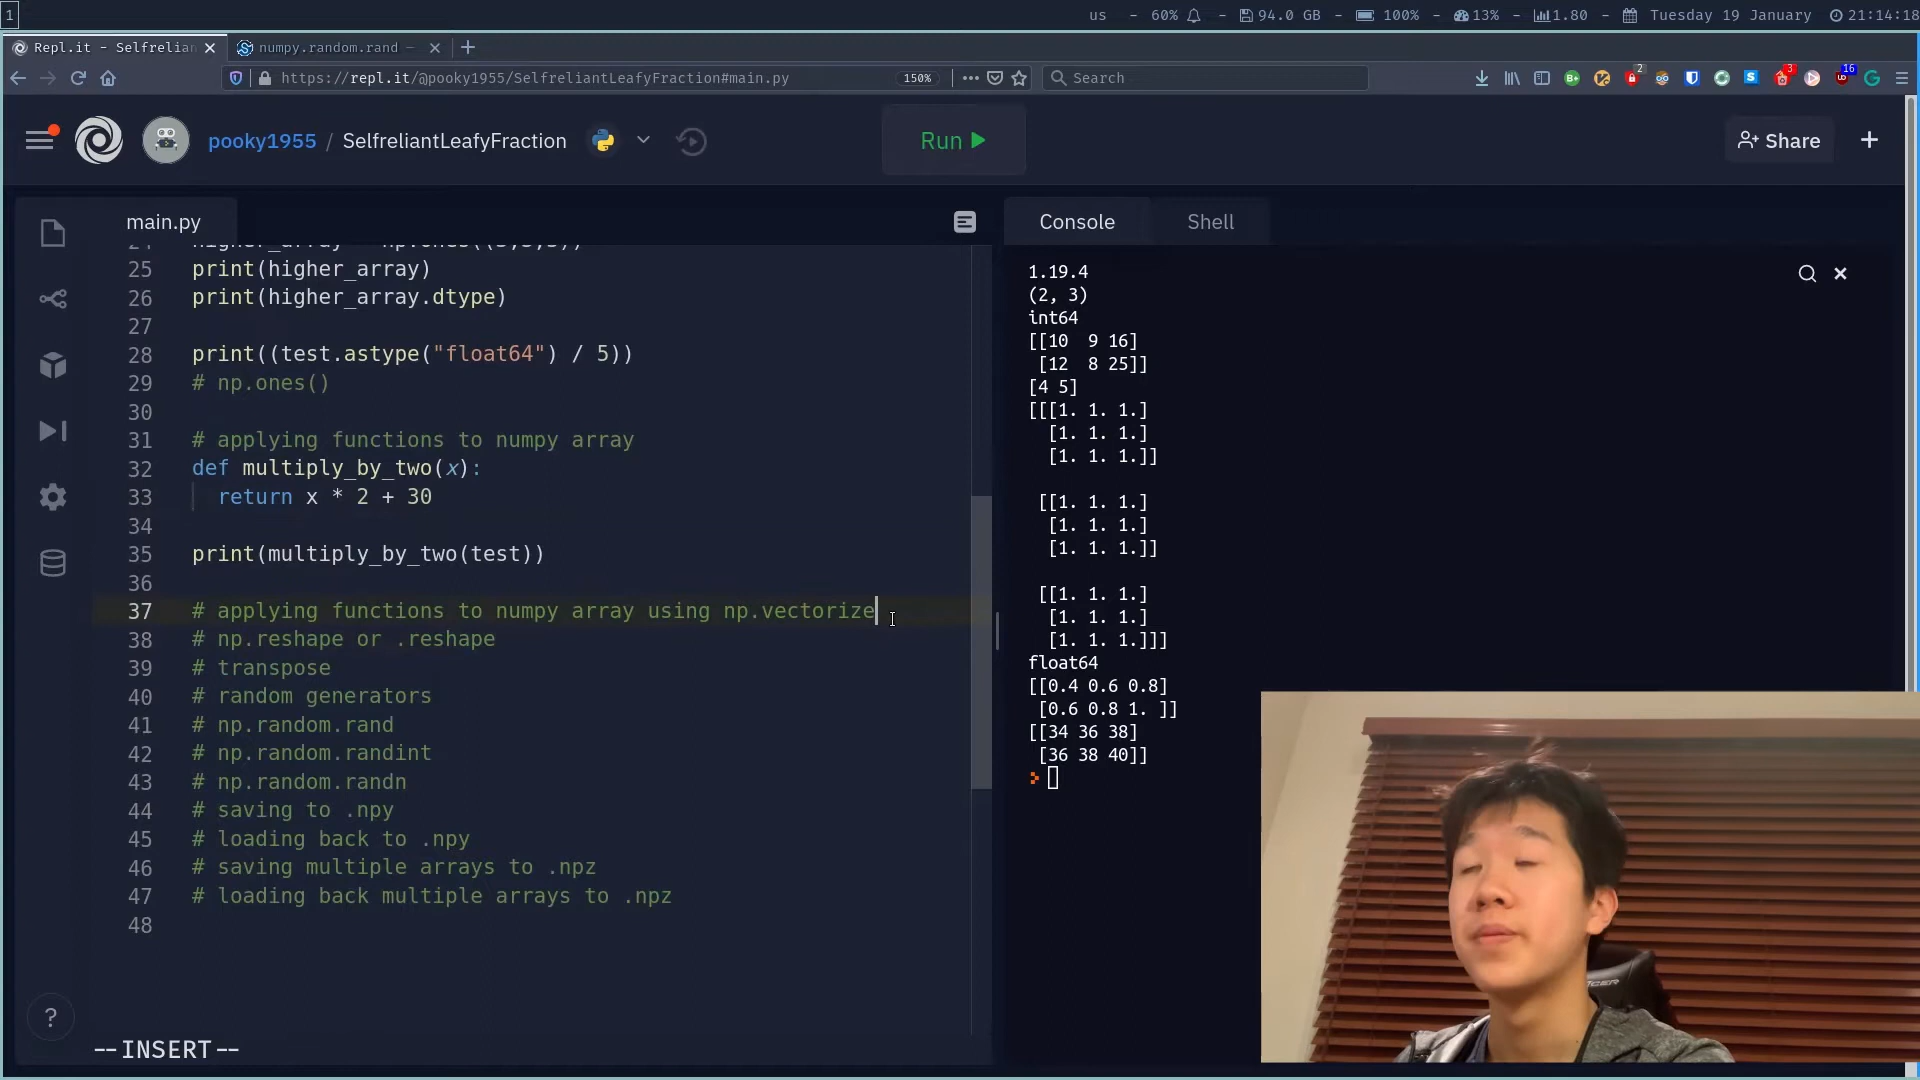 1
us - 60% - 94.0 GB - 100% - 13% - 1.80 - Tuesday 19 January 21:14:18
Repl.it - Selfrelian
numpy.random.rand —
https://repl.it/@pooky1955/SelfreliantLeafyFraction#main.py
150%
Search
2
3
16
pooky1955 / SelfreliantLeafyFraction
Run
Share
main.py
25 print(higher_array)
26 print(higher_array.dtype)
27
28 print((test.astype("float64") / 5))
29 # np.ones()
30
31 # applying functions to numpy array
32 def multiply_by_two(x):
33 return x * 2 + 30
34
35 print(multiply_by_two(test))
36
37 # applying functions to numpy array using np.vectorize
38 # np.reshape or .reshape
39 # transpose
40 # random generators
41 # np.random.rand
42 # np.random.randint
43 # np.random.randn
44 # saving to .npy
45 # loading back to .npy
46 # saving multiple arrays to .npz
47 # loading back multiple arrays to .npz
48
?
--INSERT--
Console
Shell
1.19.4
(2, 3)
int64
[[10  9 16]
 [12  8 25]]
[4 5]
[[[1. 1. 1.]
  [1. 1. 1.]
  [1. 1. 1.]]
 [[1. 1. 1.]
  [1. 1. 1.]
  [1. 1. 1.]]
 [[1. 1. 1.]
  [1. 1. 1.]
  [1. 1. 1.]]]
float64
[[0.4 0.6 0.8]
 [0.6 0.8 1. ]]
[[34 36 38]
 [36 38 40]]